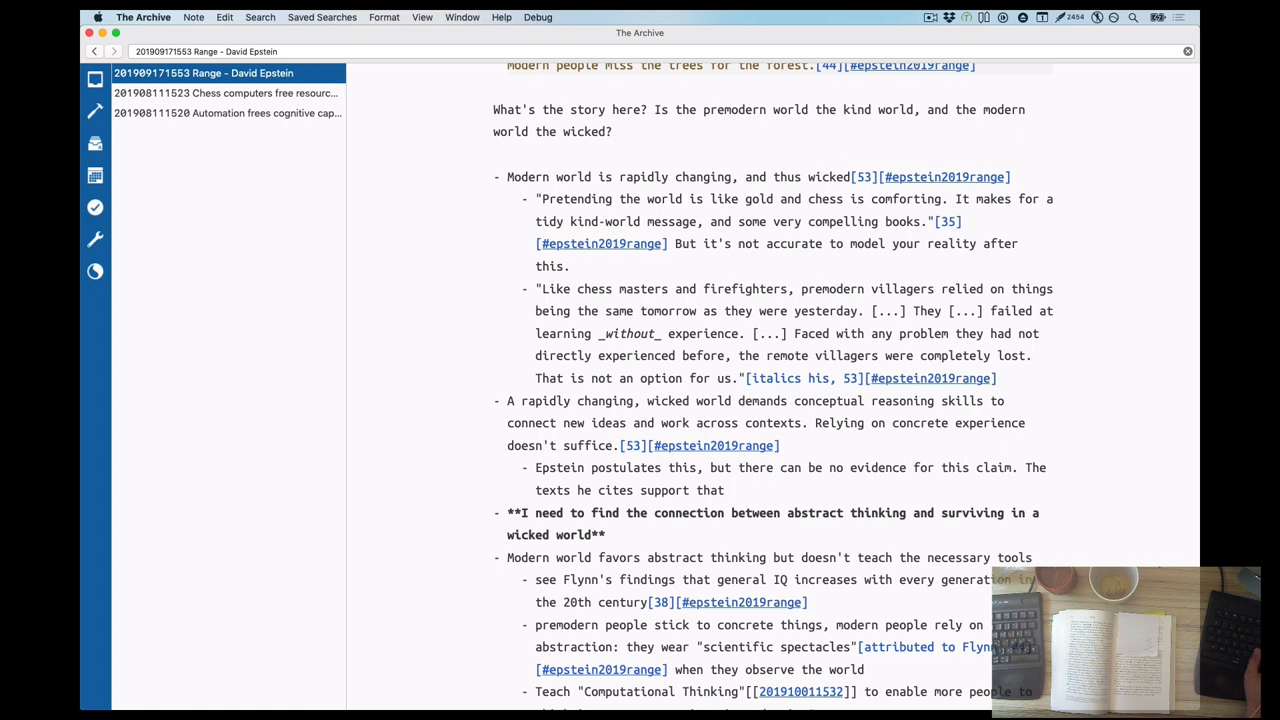 The Archive Note Edit Search Saved Searches Format View Window Help Debug 2454
The Archive
201909171553 Range - David Epstein
201909171553 Range - David Epstein
201908111523 Chess computers free resourc...
201908111520 Automation frees cognitive cap...
Modern people miss the trees for the forest.[44][#epstein2019range]
What's the story here? Is the premodern world the kind world, and the modern
world the wicked?
- Modern world is rapidly changing, and thus wicked[53][#epstein2019range]
- "Pretending the world is like gold and chess is comforting. It makes for a
tidy kind-world message, and some very compelling books."[35]
[#epstein2019range] But it's not accurate to model your reality after
this.
- "Like chess masters and firefighters, premodern villagers relied on things
being the same tomorrow as they were yesterday. [...] They [...] failed at
learning _without_ experience. [...] Faced with any problem they had not
directly experienced before, the remote villagers were completely lost.
That is not an option for us."[italics his, 53][#epstein2019range]
- A rapidly changing, wicked world demands conceptual reasoning skills to
connect new ideas and work across contexts. Relying on concrete experience
doesn't suffice.[53][#epstein2019range]
- Epstein postulates this, but there can be no evidence for this claim. The
texts he cites support that
- **I need to find the connection between abstract thinking and surviving in a
wicked world**
- Modern world favors abstract thinking but doesn't teach the necessary tools
- see Flynn's findings that general IQ increases with every generation in
the 20th century[38][#epstein2019range]
- premodern people stick to concrete things, modern people rely on
abstraction: they wear "scientific spectacles"[attributed to Flynn
[#epstein2019range] when they observe the world
- Teach "Computational Thinking"[[201910011532]] to enable more people to